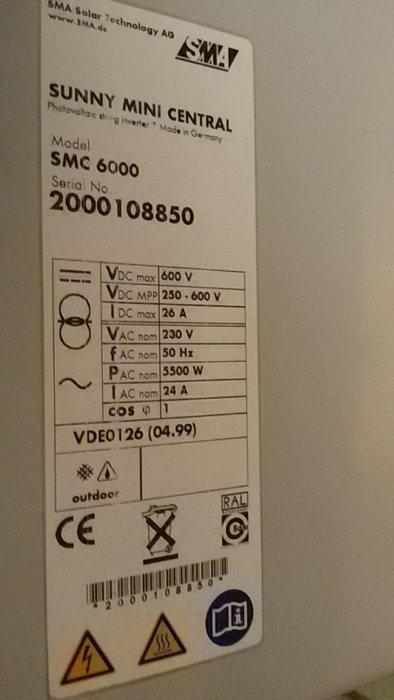 SMA Solar Technology AG
www.SMA.de
SMA
SUNNY MINI CENTRAL
Photovoltaic string inverter * Made in Germany
Model
SMC 6000
Serial No.
2000108850
VDC max 600 V
VDC MPP 250 - 600 V
IDC max 26 A
VAC nom 230 V
fAC nom 50 Hz
PAC nom 5500 W
IAC nom 24 A
cos φ 1
VDE0126 (04.99)
outdoor
RAL
CE
*2000108850*
i